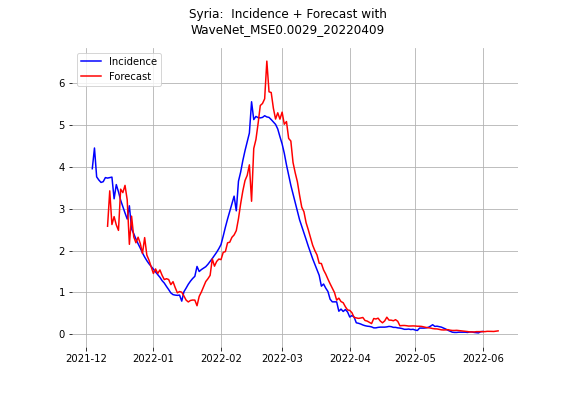 Syria:  Incidence + Forecast with
WaveNet_MSE0.0029_20220409
Incidence
Forecast
6
5
4
3
2
1
0
2021-12 2022-01 2022-02 2022-03 2022-04 2022-05 2022-06